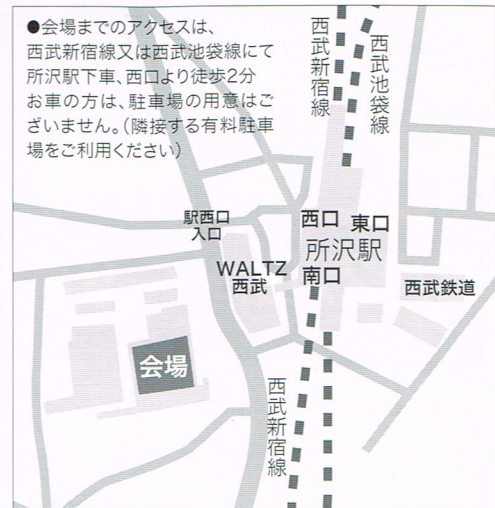 ●会場までのアクセスは、
西武新宿線又は西武池袋線にて
所沢駅下車、西口より徒歩2分
お車の方は、駐車場の用意はご
ざいません。(隣接する有料駐車
場をご利用ください)
西武新宿線
西武池袋線
駅西口
入口
西口
東口
所沢駅
南口
WALTZ
西武
西武鉄道
会場
西武新宿線